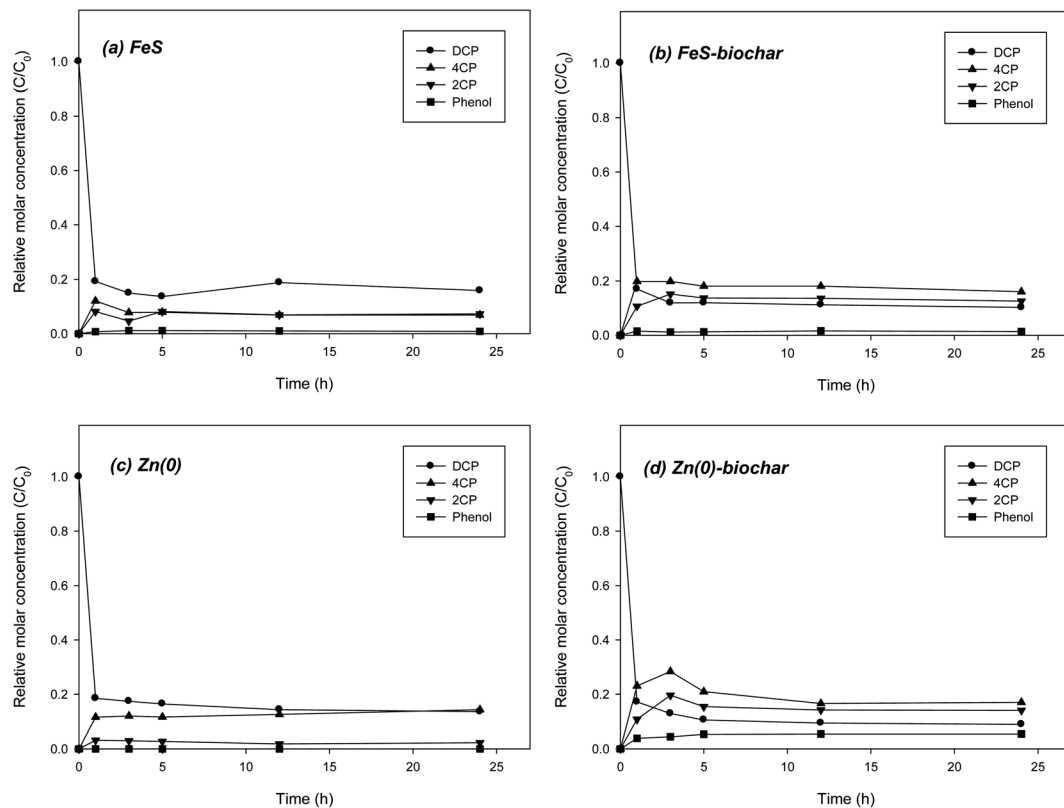 (a) FeS
DCP
4CP
2CP
Phenol
Relative molar concentration (C/C0)
1.0
0.8
0.6
0.4
0.2
0.0
0 5 10 15 20 25
Time (h)
(b) FeS-biochar
DCP
4CP
2CP
Phenol
Relative molar concentration (C/C0)
1.0
0.8
0.6
0.4
0.2
0.0
0 5 10 15 20 25
Time (h)
(c) Zn(0)
DCP
4CP
2CP
Phenol
Relative molar concentration (C/C0)
1.0
0.8
0.6
0.4
0.2
0.0
0 5 10 15 20 25
Time (h)
(d) Zn(0)-biochar
DCP
4CP
2CP
Phenol
Relative molar concentration (C/C0)
1.0
0.8
0.6
0.4
0.2
0.0
0 5 10 15 20 25
Time (h)